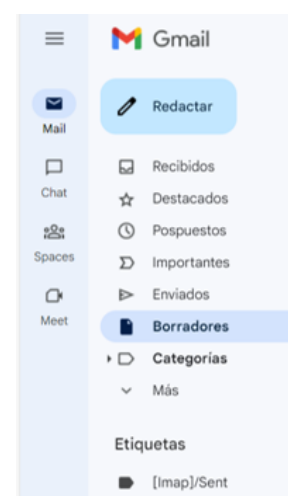 Gmail
Redactar
Mail
Recibidos
Chat
Destacados
Pospuestos
Spaces
Importantes
Enviados
Meet
Borradores
Categorías
Más
Etiquetas
[Imap]/Sent